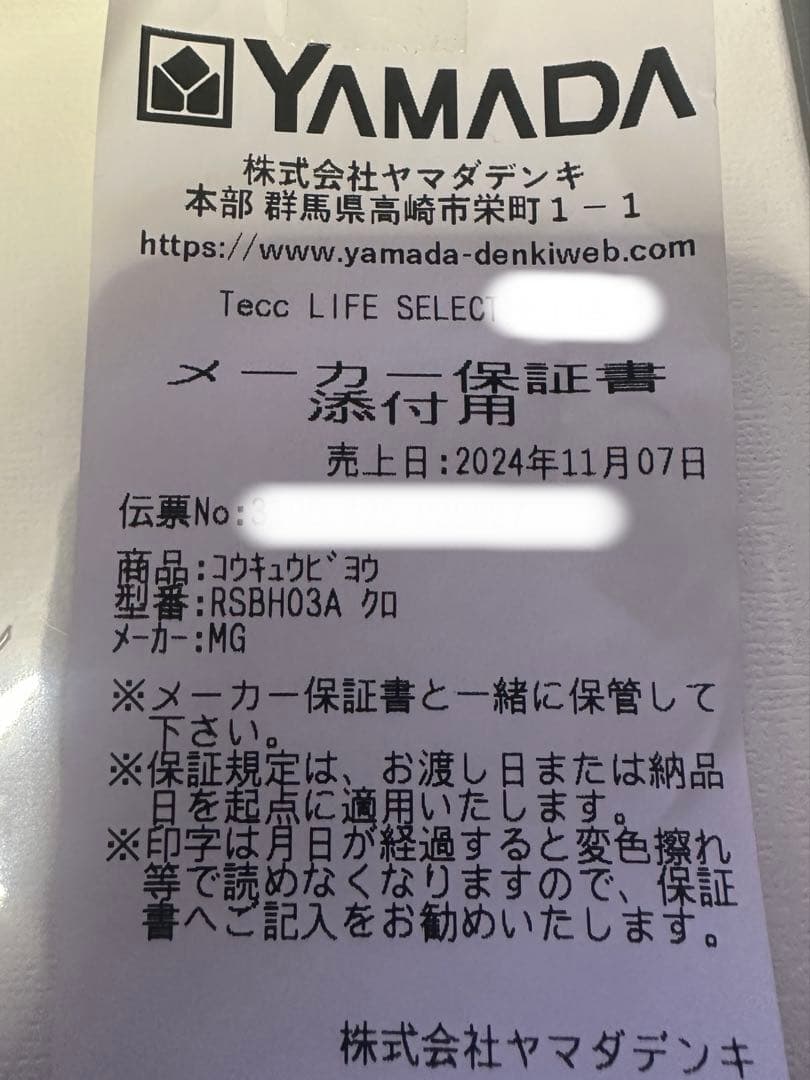 YAMADA
株式会社ヤマダデンキ
本部 群馬県高崎市栄町1-1
https://www.yamada-denkiweb.com
Tecc LIFE SELECT
メーカー保証書
添付用
売上日:2024年11月07日
伝票No:3
商品:コウキュウビヨウ
型番:RSBH03A クロ
メーカー:MG
※メーカー保証書と一緒に保管して
下さい。
※保証規定は、お渡し日または納品
日を起点に適用いたします。
※印字は月日が経過すると変色擦れ
等で読めなくなりますので、保証
書へご記入をお勧めいたします。
株式会社ヤマダデンキ